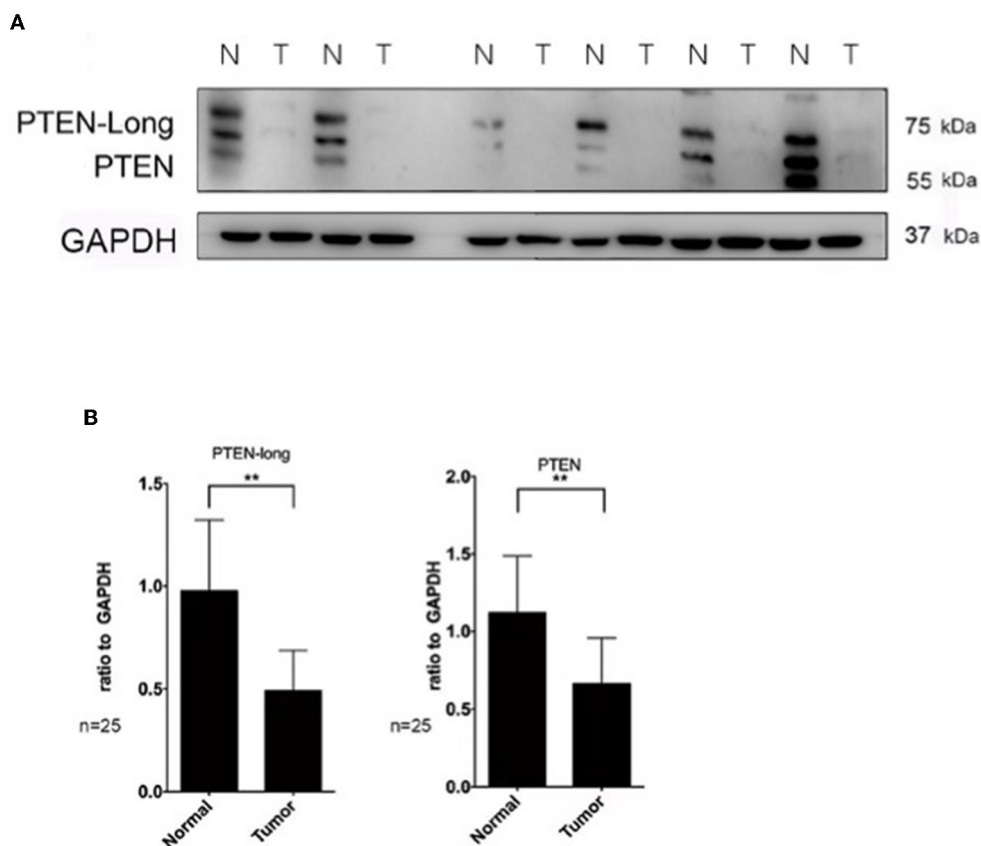 A
N T N T N T N T N T N T
PTEN-Long
PTEN
75 kDa
55 kDa
GAPDH
37 kDa
B
PTEN-long
**
1.5
1.0
0.5
0.0
ratio to GAPDH
n=25
Normal
Tumor
PTEN
**
2.0
1.5
1.0
0.5
0.0
ratio to GAPDH
n=25
Normal
Tumor